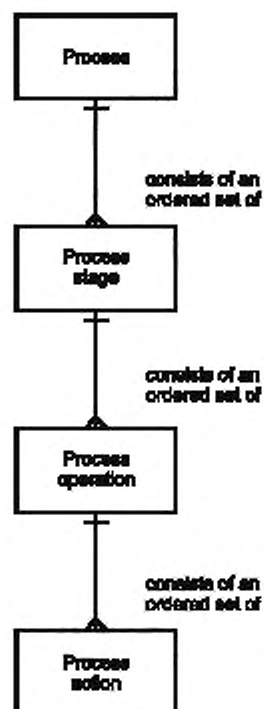 Process
consists of an
ordered set of
Process
stage
consists of an
ordered set of
Process
operation
consists of an
ordered set of
Process
action